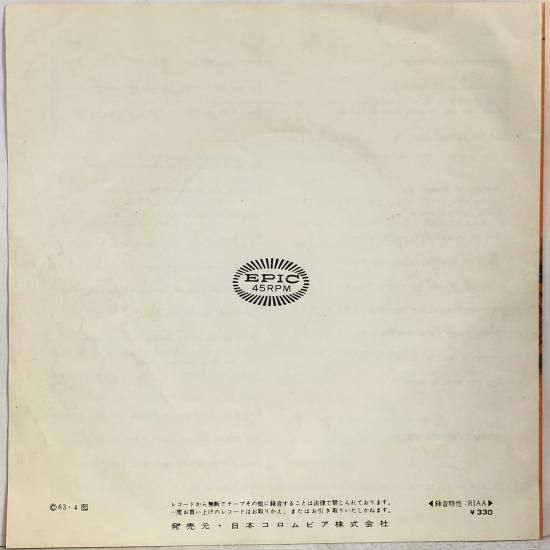 EPIC
45RPM
レコードから無断でテープその他に録音することは法律で禁じられております。
一度お買い上げのレコードはお取りかえ、またはお引き取りいたしかねます。
発売元・日本コロムビア株式会社
Ⓒ63・4
◀録音特性:RIAA▶
¥330